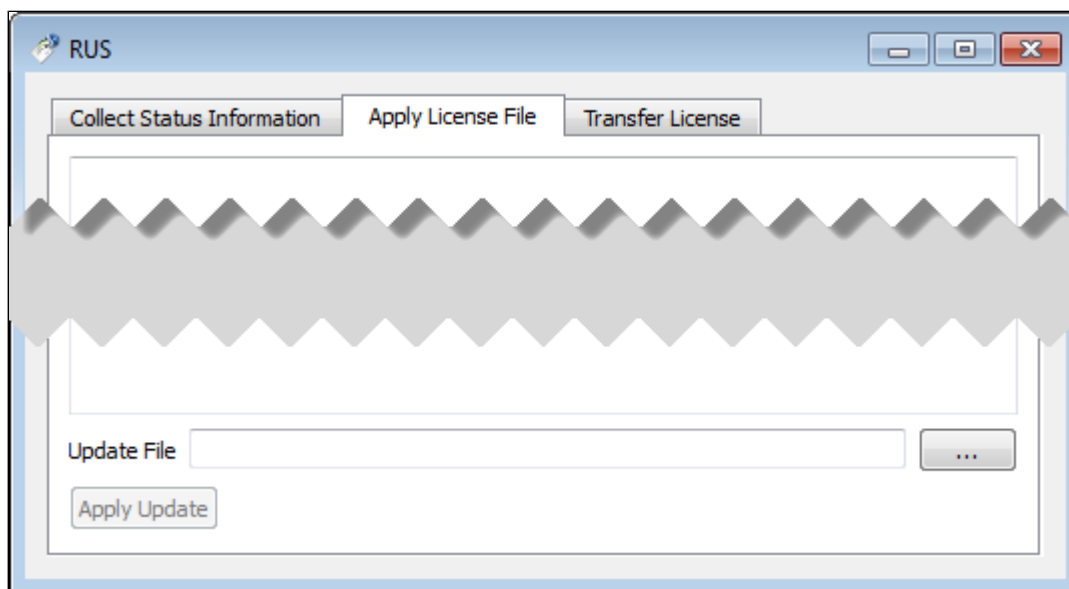 RUS
Collect Status Information Apply License File Transfer License
Update File ...
Apply Update